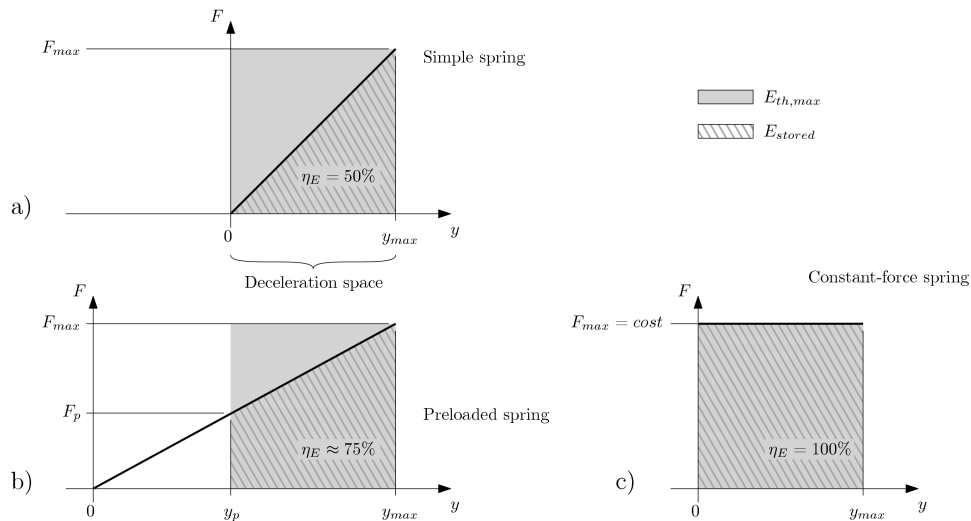 F
F_max
Simple spring
E_th,max
E_stored
η_E = 50%
a)
0
y_max
y
Deceleration space
Constant-force spring
F
F_max
F_p
Preloaded spring
η_E ≈ 75%
b)
0
y_p
y_max
y
F
F_max = cost
η_E = 100%
c)
0
y_max
y